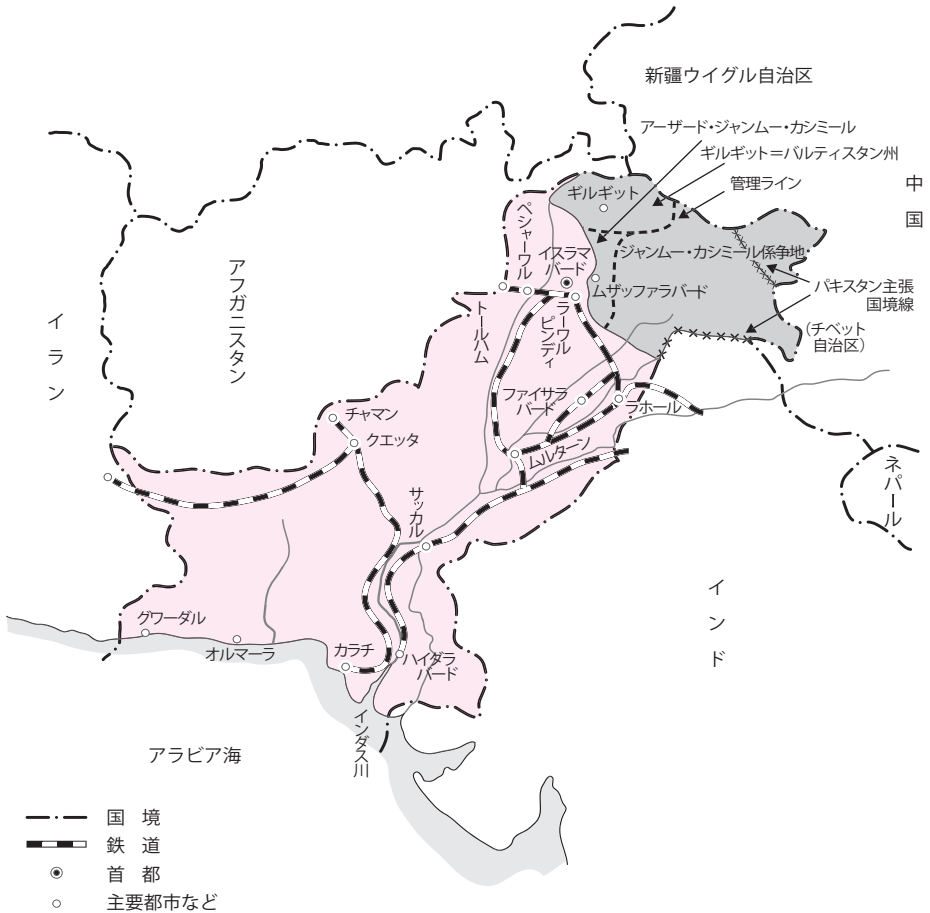 新疆ウイグル自治区
アーザード・ジャンムー・カシミール
ギルギット＝バルティスタン州
管理ライン
中国
ギルギット
ペシャーワル
イスラマ
バード
ジャンムー・カシミール係争地
ムザッファラバード
パキスタン主張
国境線
（チベット
自治区）
アフガニスタン
イラン
トールハム
ラーワル
ピンディ
ファイサラ
バード
ラホール
チャマン
クエッタ
ムルターン
サッカル
ネパール
インド
グワーダル
オルマーラ
カラチ
ハイダラ
バード
インダス川
アラビア海
国　境
鉄　道
首　都
主要都市など